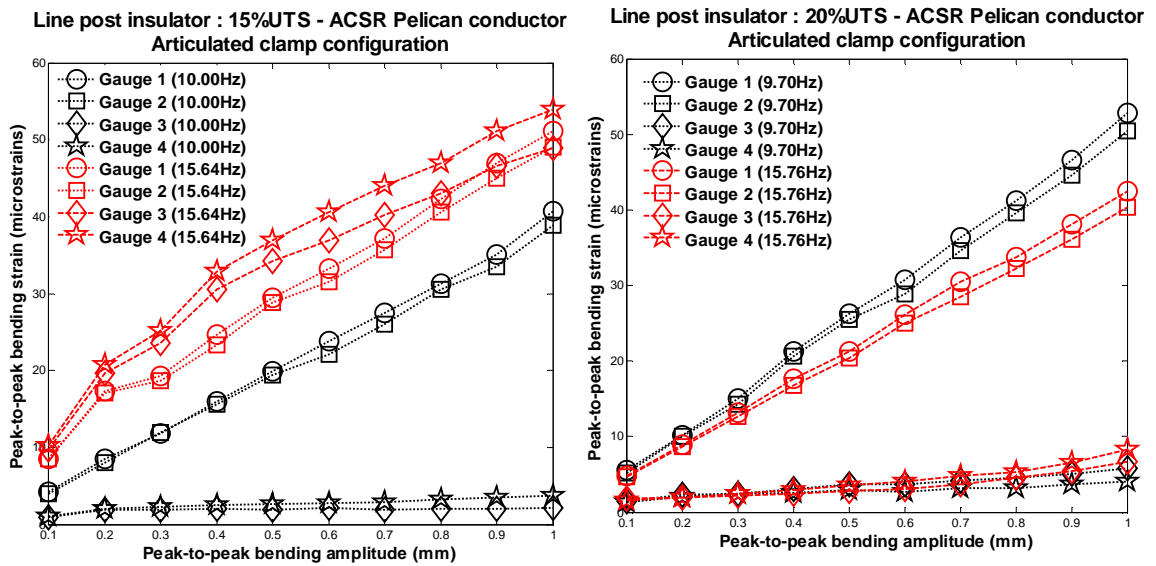 Line post insulator : 15%UTS - ACSR Pelican conductor
Articulated clamp configuration
60
50
40
30
20
10
0
Peak-to-peak bending strain (microstrains)
Gauge 1 (10.00Hz)
Gauge 2 (10.00Hz)
Gauge 3 (10.00Hz)
Gauge 4 (10.00Hz)
Gauge 1 (15.64Hz)
Gauge 2 (15.64Hz)
Gauge 3 (15.64Hz)
Gauge 4 (15.64Hz)
0.1 0.2 0.3 0.4 0.5 0.6 0.7 0.8 0.9 1
Peak-to-peak bending amplitude (mm)
Line post insulator : 20%UTS - ACSR Pelican conductor
Articulated clamp configuration
60
50
40
30
20
10
0
Peak-to-peak bending strain (microstrains)
Gauge 1 (9.70Hz)
Gauge 2 (9.70Hz)
Gauge 3 (9.70Hz)
Gauge 4 (9.70Hz)
Gauge 1 (15.76Hz)
Gauge 2 (15.76Hz)
Gauge 3 (15.76Hz)
Gauge 4 (15.76Hz)
0.1 0.2 0.3 0.4 0.5 0.6 0.7 0.8 0.9 1
Peak-to-peak bending amplitude (mm)